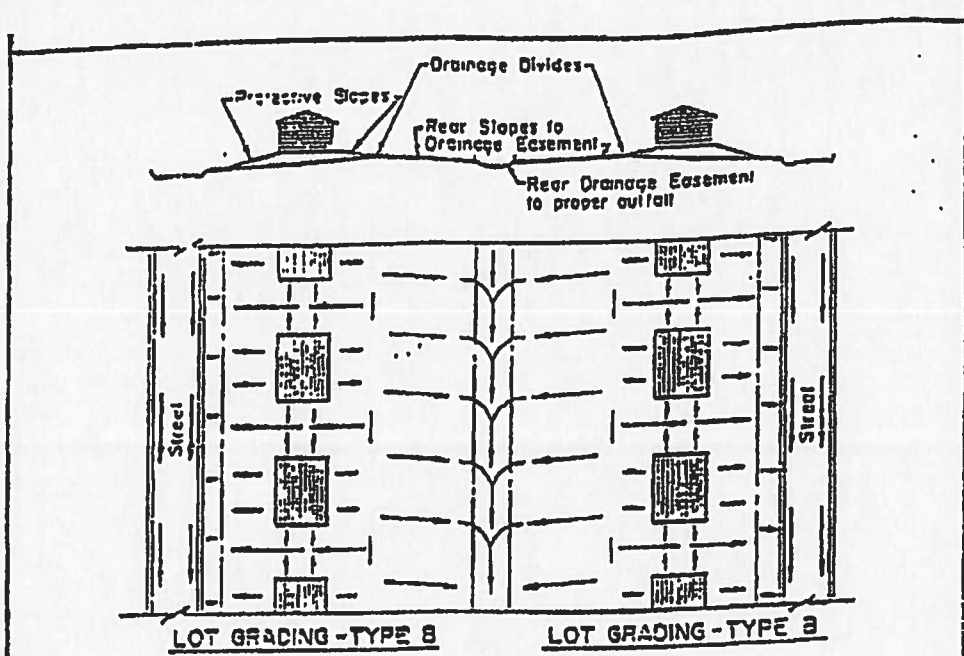 Drainage Divides
Protective Slopes
Rear Slopes to
Drainage Easement
Rear Drainage Easement
to proper outfall
Street
Street
LOT GRADING - TYPE B
LOT GRADING - TYPE B